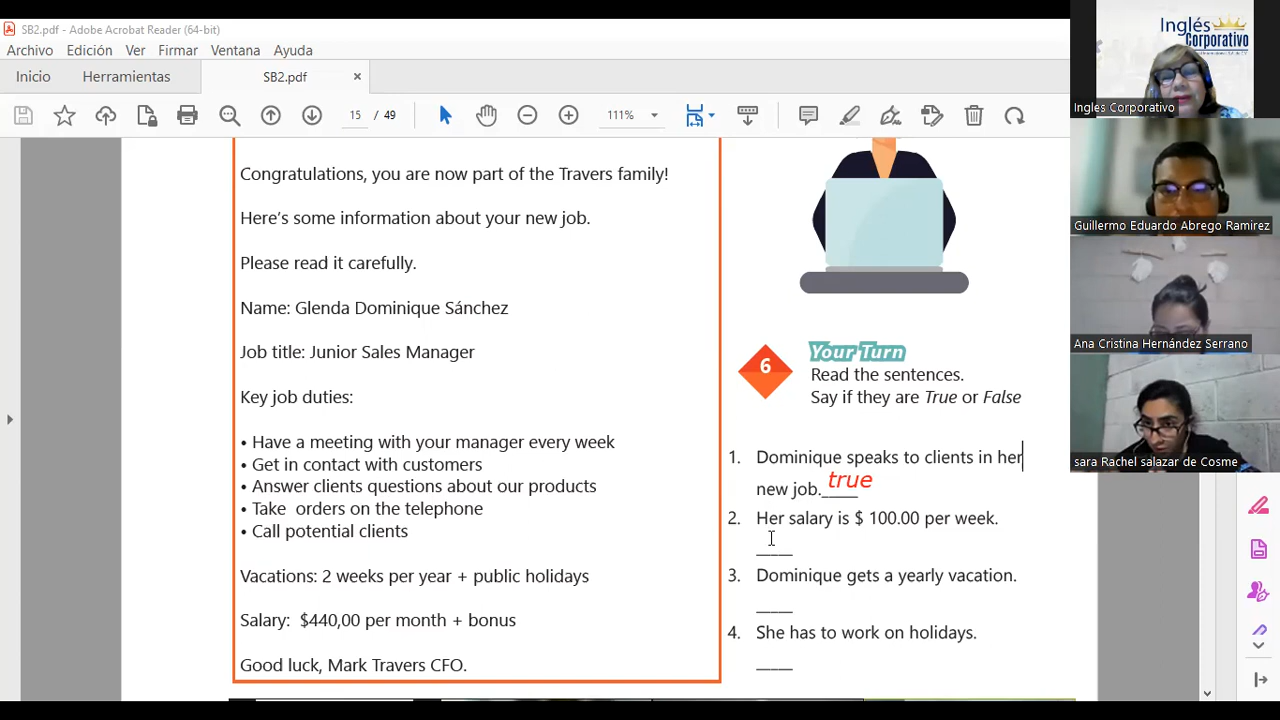 SB2.pdf - Adobe Acrobat Reader (64-bit)
Archivo Edición Ver Firmar Ventana Ayuda
Inicio Herramientas SB2.pdf ×
15 / 49 111%
Congratulations, you are now part of the Travers family!
Here's some information about your new job.
Please read it carefully.
Name: Glenda Dominique Sánchez
Job title: Junior Sales Manager
Key job duties:
• Have a meeting with your manager every week
• Get in contact with customers
• Answer clients questions about our products
• Take orders on the telephone
• Call potential clients
Vacations: 2 weeks per year + public holidays
Salary: $440,00 per month + bonus
Good luck, Mark Travers CFO.
6
Your Turn
Read the sentences.
Say if they are True or False
1. Dominique speaks to clients in her
new job._____ true
2. Her salary is $ 100.00 per week.
_____
3. Dominique gets a yearly vacation.
_____
4. She has to work on holidays.
_____
Inglés
Corporativo
Ingles Corporativo
Guillermo Eduardo Abrego Ramirez
Ana Cristina Hernández Serrano
sara Rachel salazar de Cosme